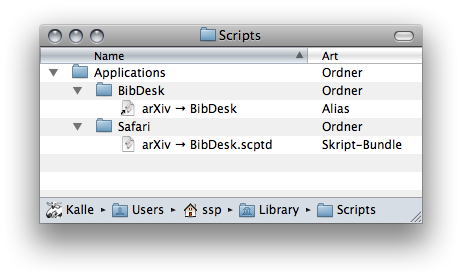 Scripts
Name Art
Applications Ordner
BibDesk Ordner
arXiv → BibDesk Alias
Safari Ordner
arXiv → BibDesk.scptd Skript-Bundle
Kalle ▸ Users ▸ ssp ▸ Library ▸ Scripts